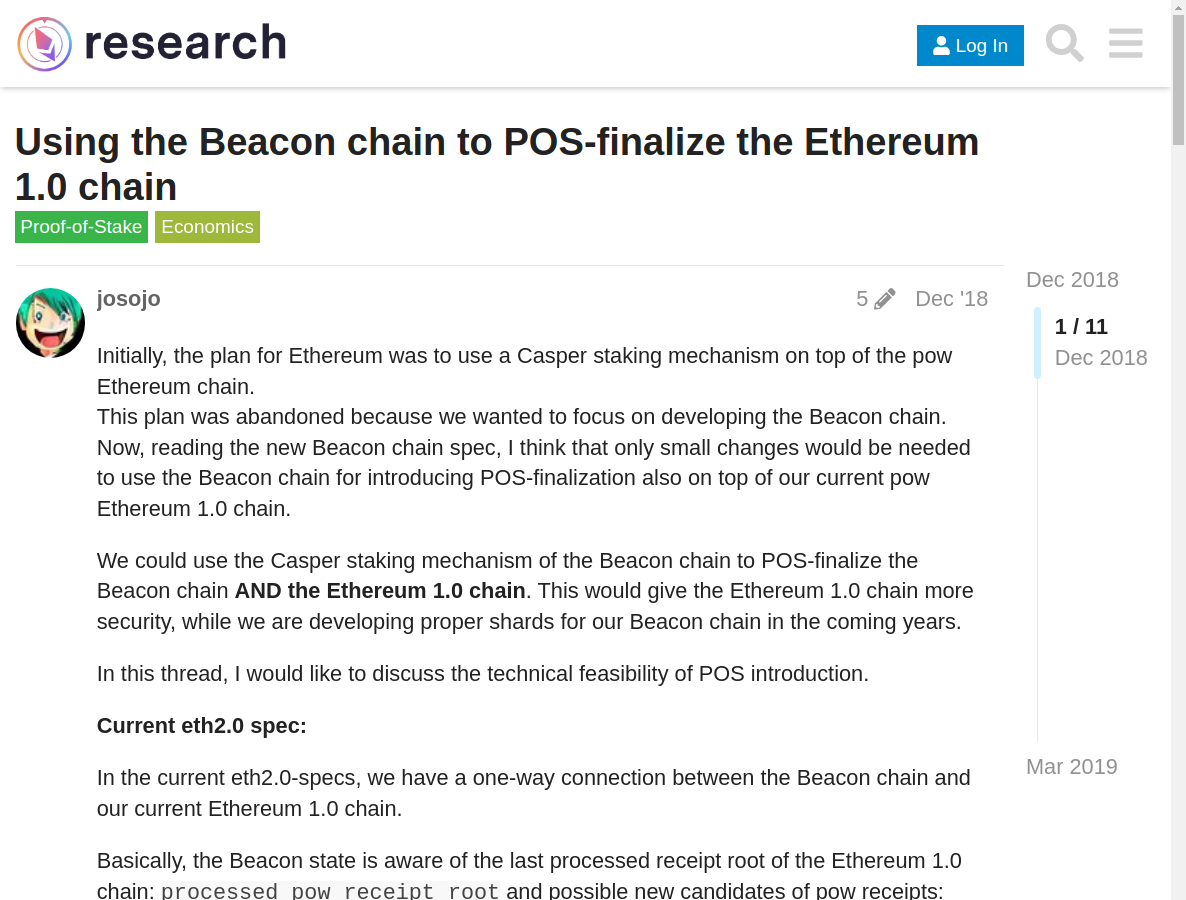 research
Log In
Using the Beacon chain to POS-finalize the Ethereum
1.0 chain
Proof-of-Stake Economics
josojo 5 Dec '18
Initially, the plan for Ethereum was to use a Casper staking mechanism on top of the pow
Ethereum chain.
This plan was abandoned because we wanted to focus on developing the Beacon chain.
Now, reading the new Beacon chain spec, I think that only small changes would be needed
to use the Beacon chain for introducing POS-finalization also on top of our current pow
Ethereum 1.0 chain.
We could use the Casper staking mechanism of the Beacon chain to POS-finalize the
Beacon chain AND the Ethereum 1.0 chain. This would give the Ethereum 1.0 chain more
security, while we are developing proper shards for our Beacon chain in the coming years.
In this thread, I would like to discuss the technical feasibility of POS introduction.
Current eth2.0 spec:
In the current eth2.0-specs, we have a one-way connection between the Beacon chain and
our current Ethereum 1.0 chain.
Basically, the Beacon state is aware of the last processed receipt root of the Ethereum 1.0
chain: processed_pow_receipt_root and possible new candidates of pow receipts:
Dec 2018
1 / 11
Dec 2018
Mar 2019